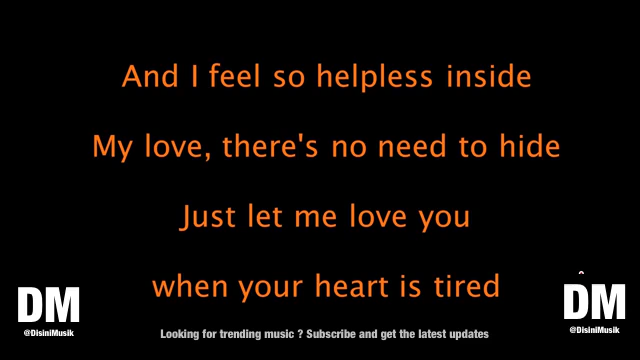 And I feel so helpless inside
My love, there's no need to hide
Just let me love you
when your heart is tired
DM
@DisiniMusik
DM
@DisiniMusik
Looking for trending music ? Subscribe and get the latest updates